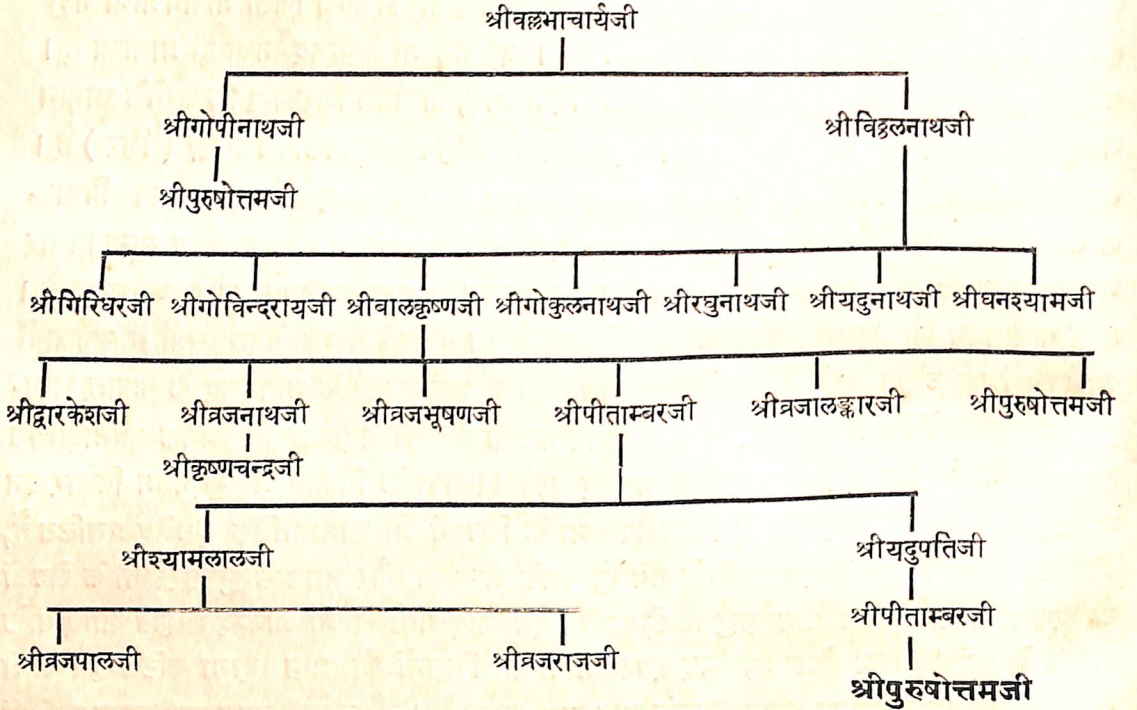 श्रीवल्लभाचार्यजी
श्रीगोपीनाथजी श्रीविठ्ठलनाथजी
श्रीपुरुषोत्तमजी
श्रीगिरिधरजी श्रीगोविन्दरायजी श्रीवालकृष्णजी श्रीगोकुलनाथजी श्रीरघुनाथजी श्रीयदुनाथजी श्रीघनश्यामजी
श्रीद्वारकेशजी श्रीव्रजनाथजी श्रीव्रजभूषणजी श्रीपीताम्बरजी श्रीव्रजालङ्कारजी श्रीपुरुषोत्तमजी
श्रीकृष्णचन्द्रजी
श्रीश्यामलालजी श्रीयदुपतिजी
श्रीपीताम्बरजी
श्रीव्रजपालजी श्रीव्रजराजजी
श्रीपुरुषोत्तमजी